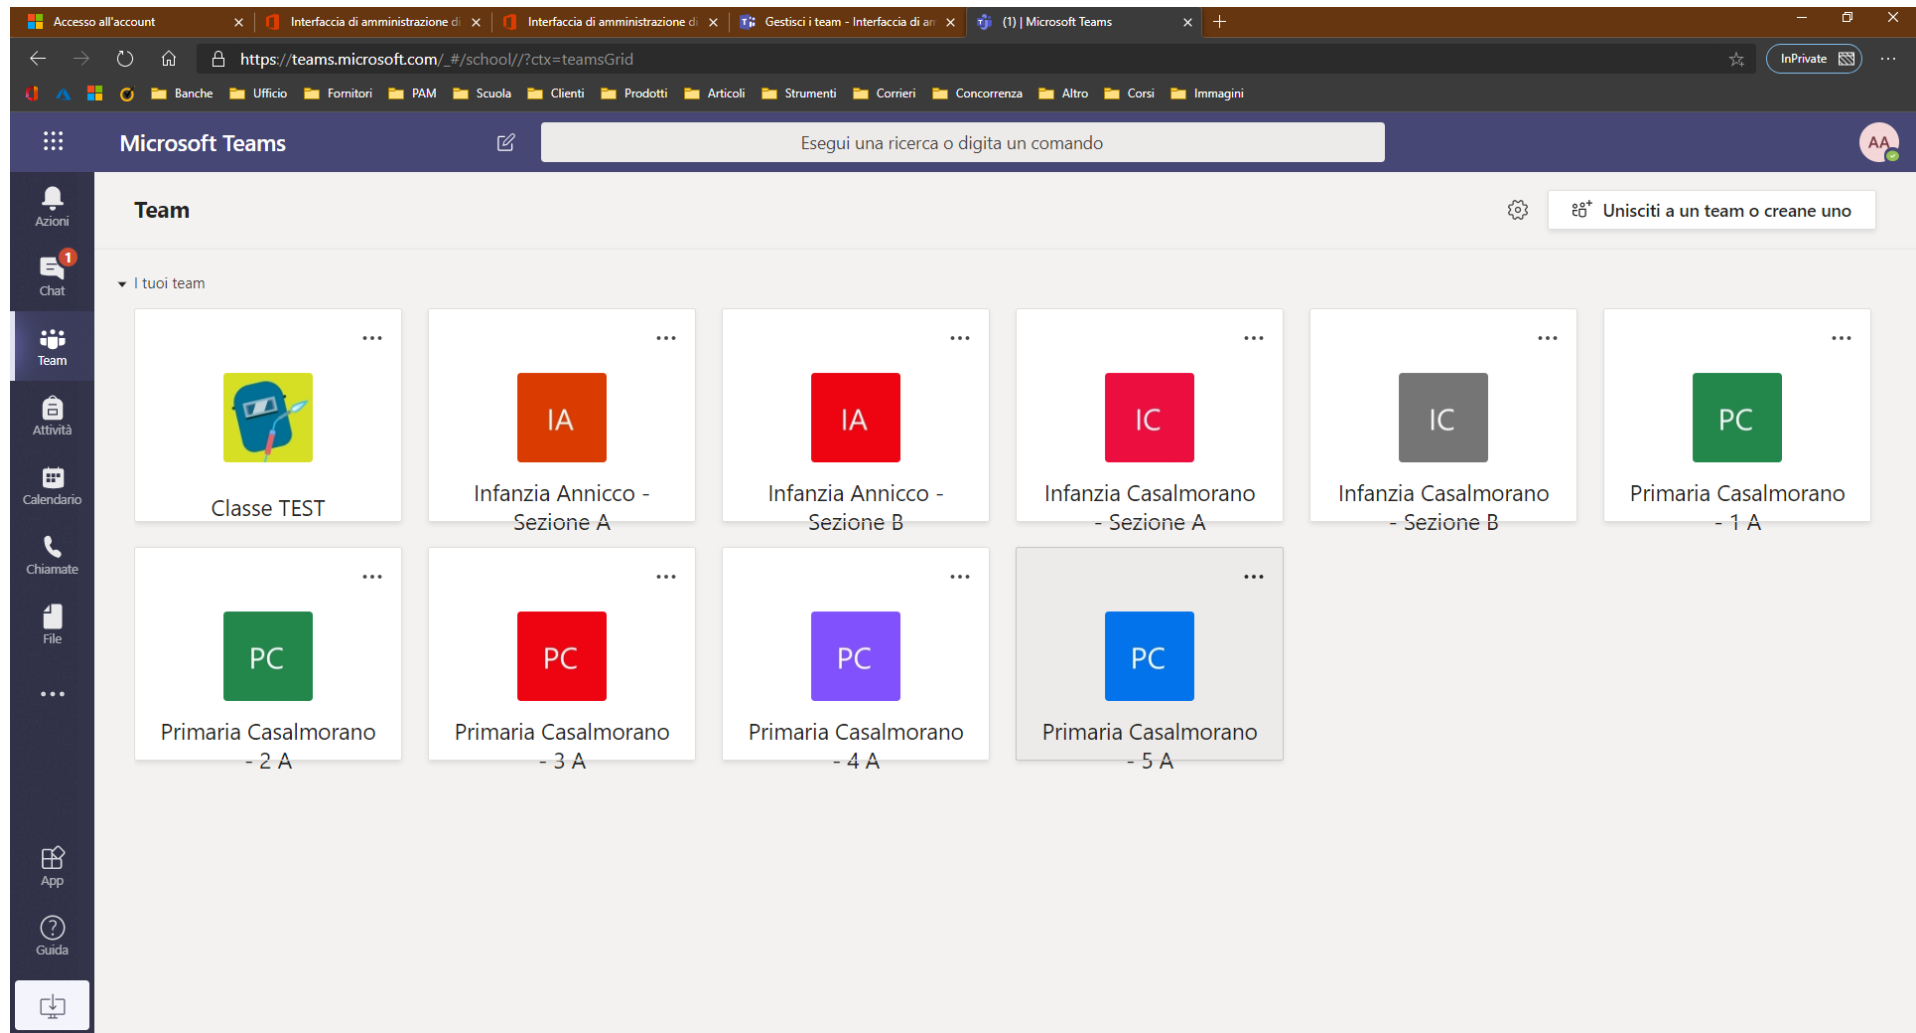 Accesso all'account
Interfaccia di amministrazione di
Interfaccia di amministrazione di
Gestisci i team - Interfaccia di am
(1) | Microsoft Teams
https://teams.microsoft.com/_#/school//?ctx=teamsGrid
InPrivate
Banche
Ufficio
Fornitori
PAM
Scuola
Clienti
Prodotti
Articoli
Strumenti
Corrieri
Concorrenza
Altro
Corsi
Immagini
Microsoft Teams
Esegui una ricerca o digita un comando
AA
Azioni
1
Chat
Team
Attività
Calendario
Chiamate
File
App
Guida
Team
Unisciti a un team o creane uno
I tuoi team
Classe TEST
IA
Infanzia Annicco -
Sezione A
IA
Infanzia Annicco -
Sezione B
IC
Infanzia Casalmorano
- Sezione A
IC
Infanzia Casalmorano
- Sezione B
PC
Primaria Casalmorano
- 1 A
PC
Primaria Casalmorano
- 2 A
PC
Primaria Casalmorano
- 3 A
PC
Primaria Casalmorano
- 4 A
PC
Primaria Casalmorano
- 5 A